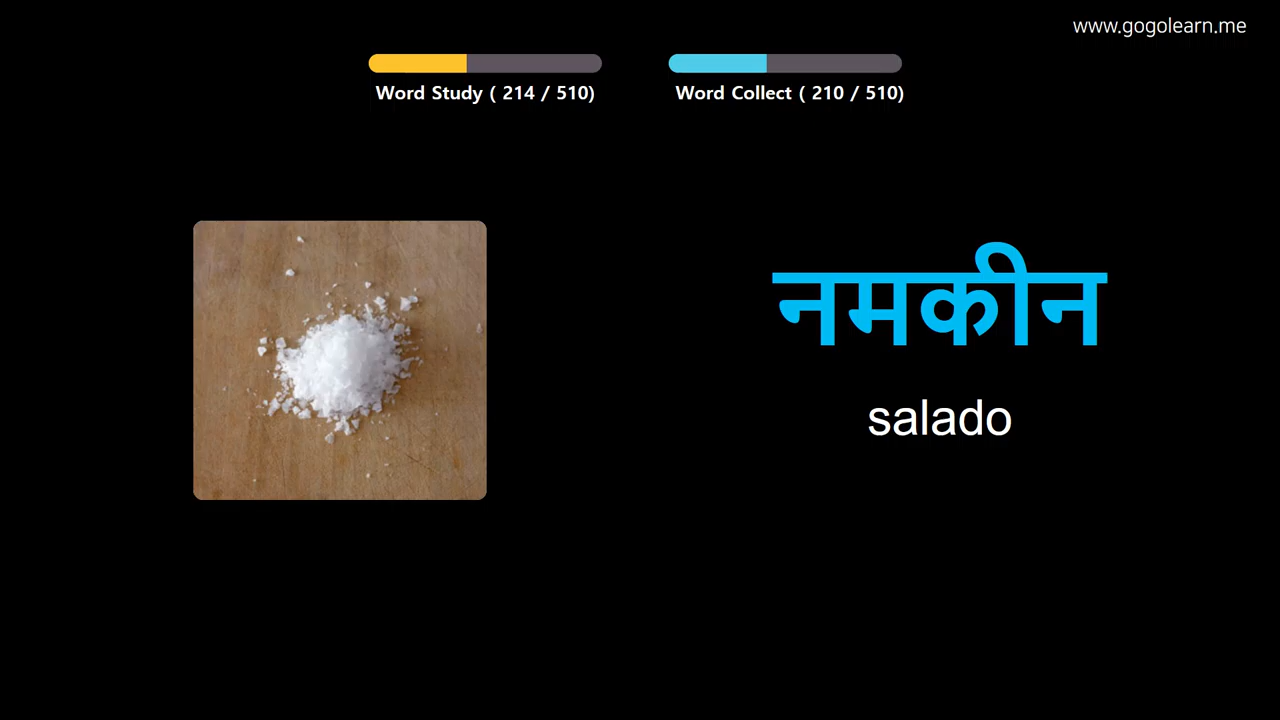 www.gogolearn.me
Word Study ( 214 / 510)
Word Collect ( 210 / 510)
नमकीन
salado